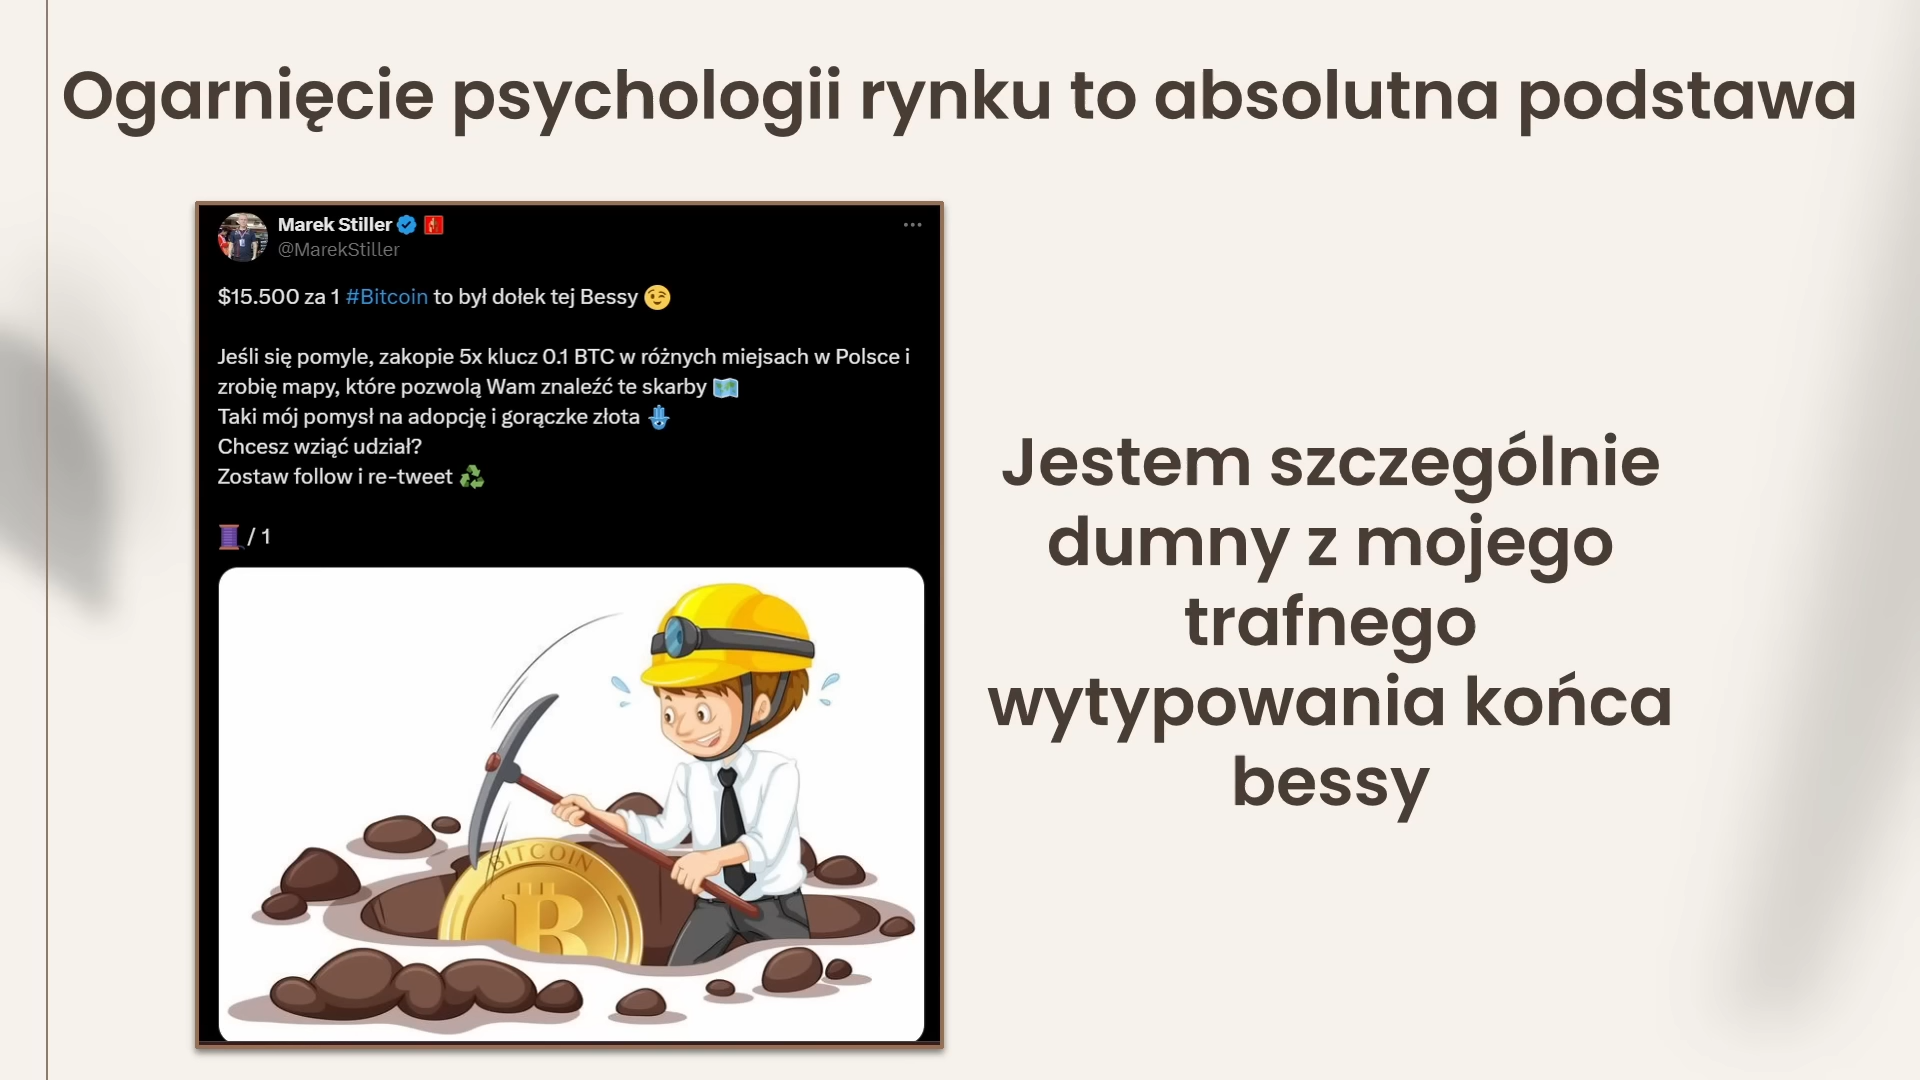 Ogarnięcie psychologii rynku to absolutna podstawa
Marek Stiller
@MarekStiller
$15.500 za 1 #Bitcoin to był dołek tej Bessy 😉
Jeśli się pomyle, zakopie 5x klucz 0.1 BTC w różnych miejsach w Polsce i
zrobię mapy, które pozwolą Wam znaleźć te skarby 🗺️
Taki mój pomysł na adopcję i gorączke złota 🪬
Chcesz wziąć udział?
Zostaw follow i re-tweet ♻️
🧵 / 1
BITCOIN
Jestem szczególnie
dumny z mojego
trafnego
wytypowania końca
bessy